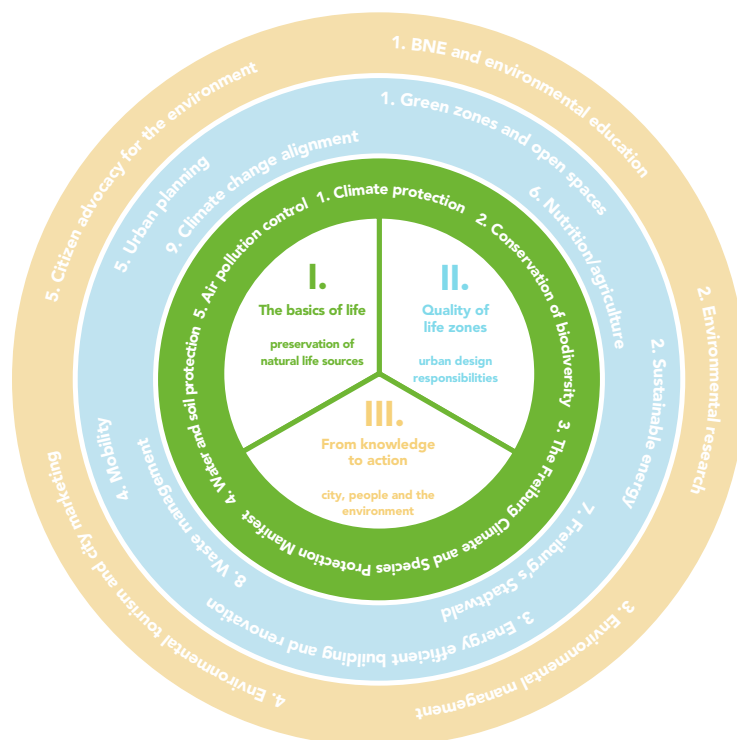 I.
The basics of life
preservation of
natural life sources
II.
Quality of
life zones
urban design
responsibilities
III.
From knowledge
to action
city, people and the
environment
1. Climate protection
2. Conservation of biodiversity
3. The Freiburg Climate and Species Protection Manifest
4. Water and soil protection
5. Air pollution control
1. Green zones and open spaces
2. Sustainable energy
3. Energy efficient building and renovation
4. Mobility
5. Urban planning
6. Nutrition/agriculture
7. Freiburg's Stadtwald
8. Waste management
9. Climate change alignment
1. BNE and environmental education
2. Environmental research
3. Environmental management
4. Environmental tourism and city marketing
5. Citizen advocacy for the environment